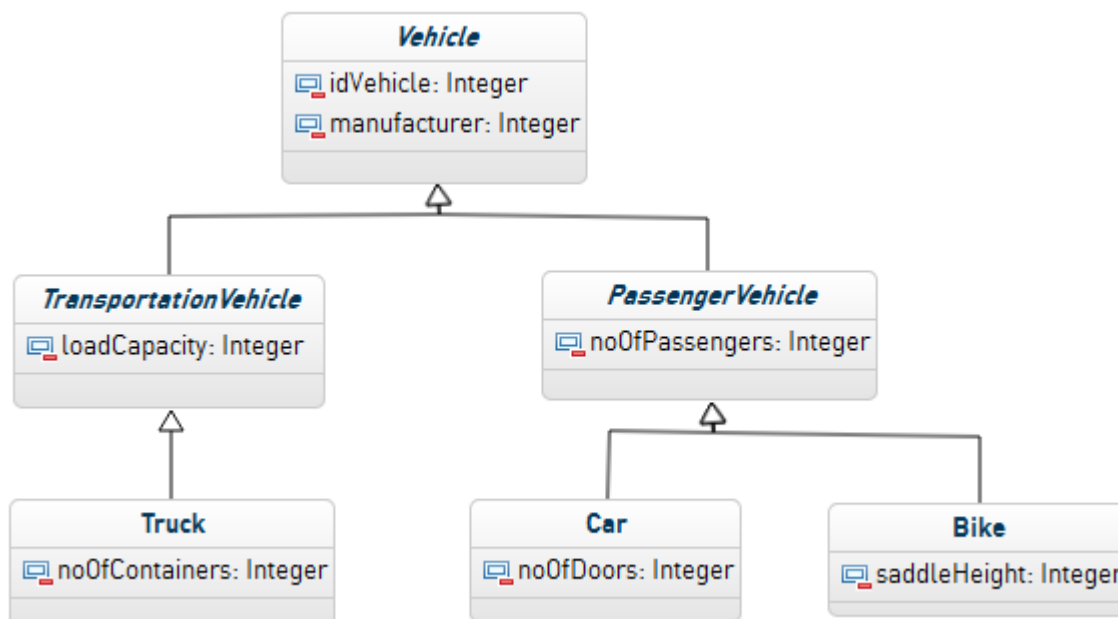 Vehicle
idVehicle: Integer
manufacturer: Integer
TransportationVehicle
loadCapacity: Integer
PassengerVehicle
noOfPassengers: Integer
Truck
noOfContainers: Integer
Car
noOfDoors: Integer
Bike
saddleHeight: Integer